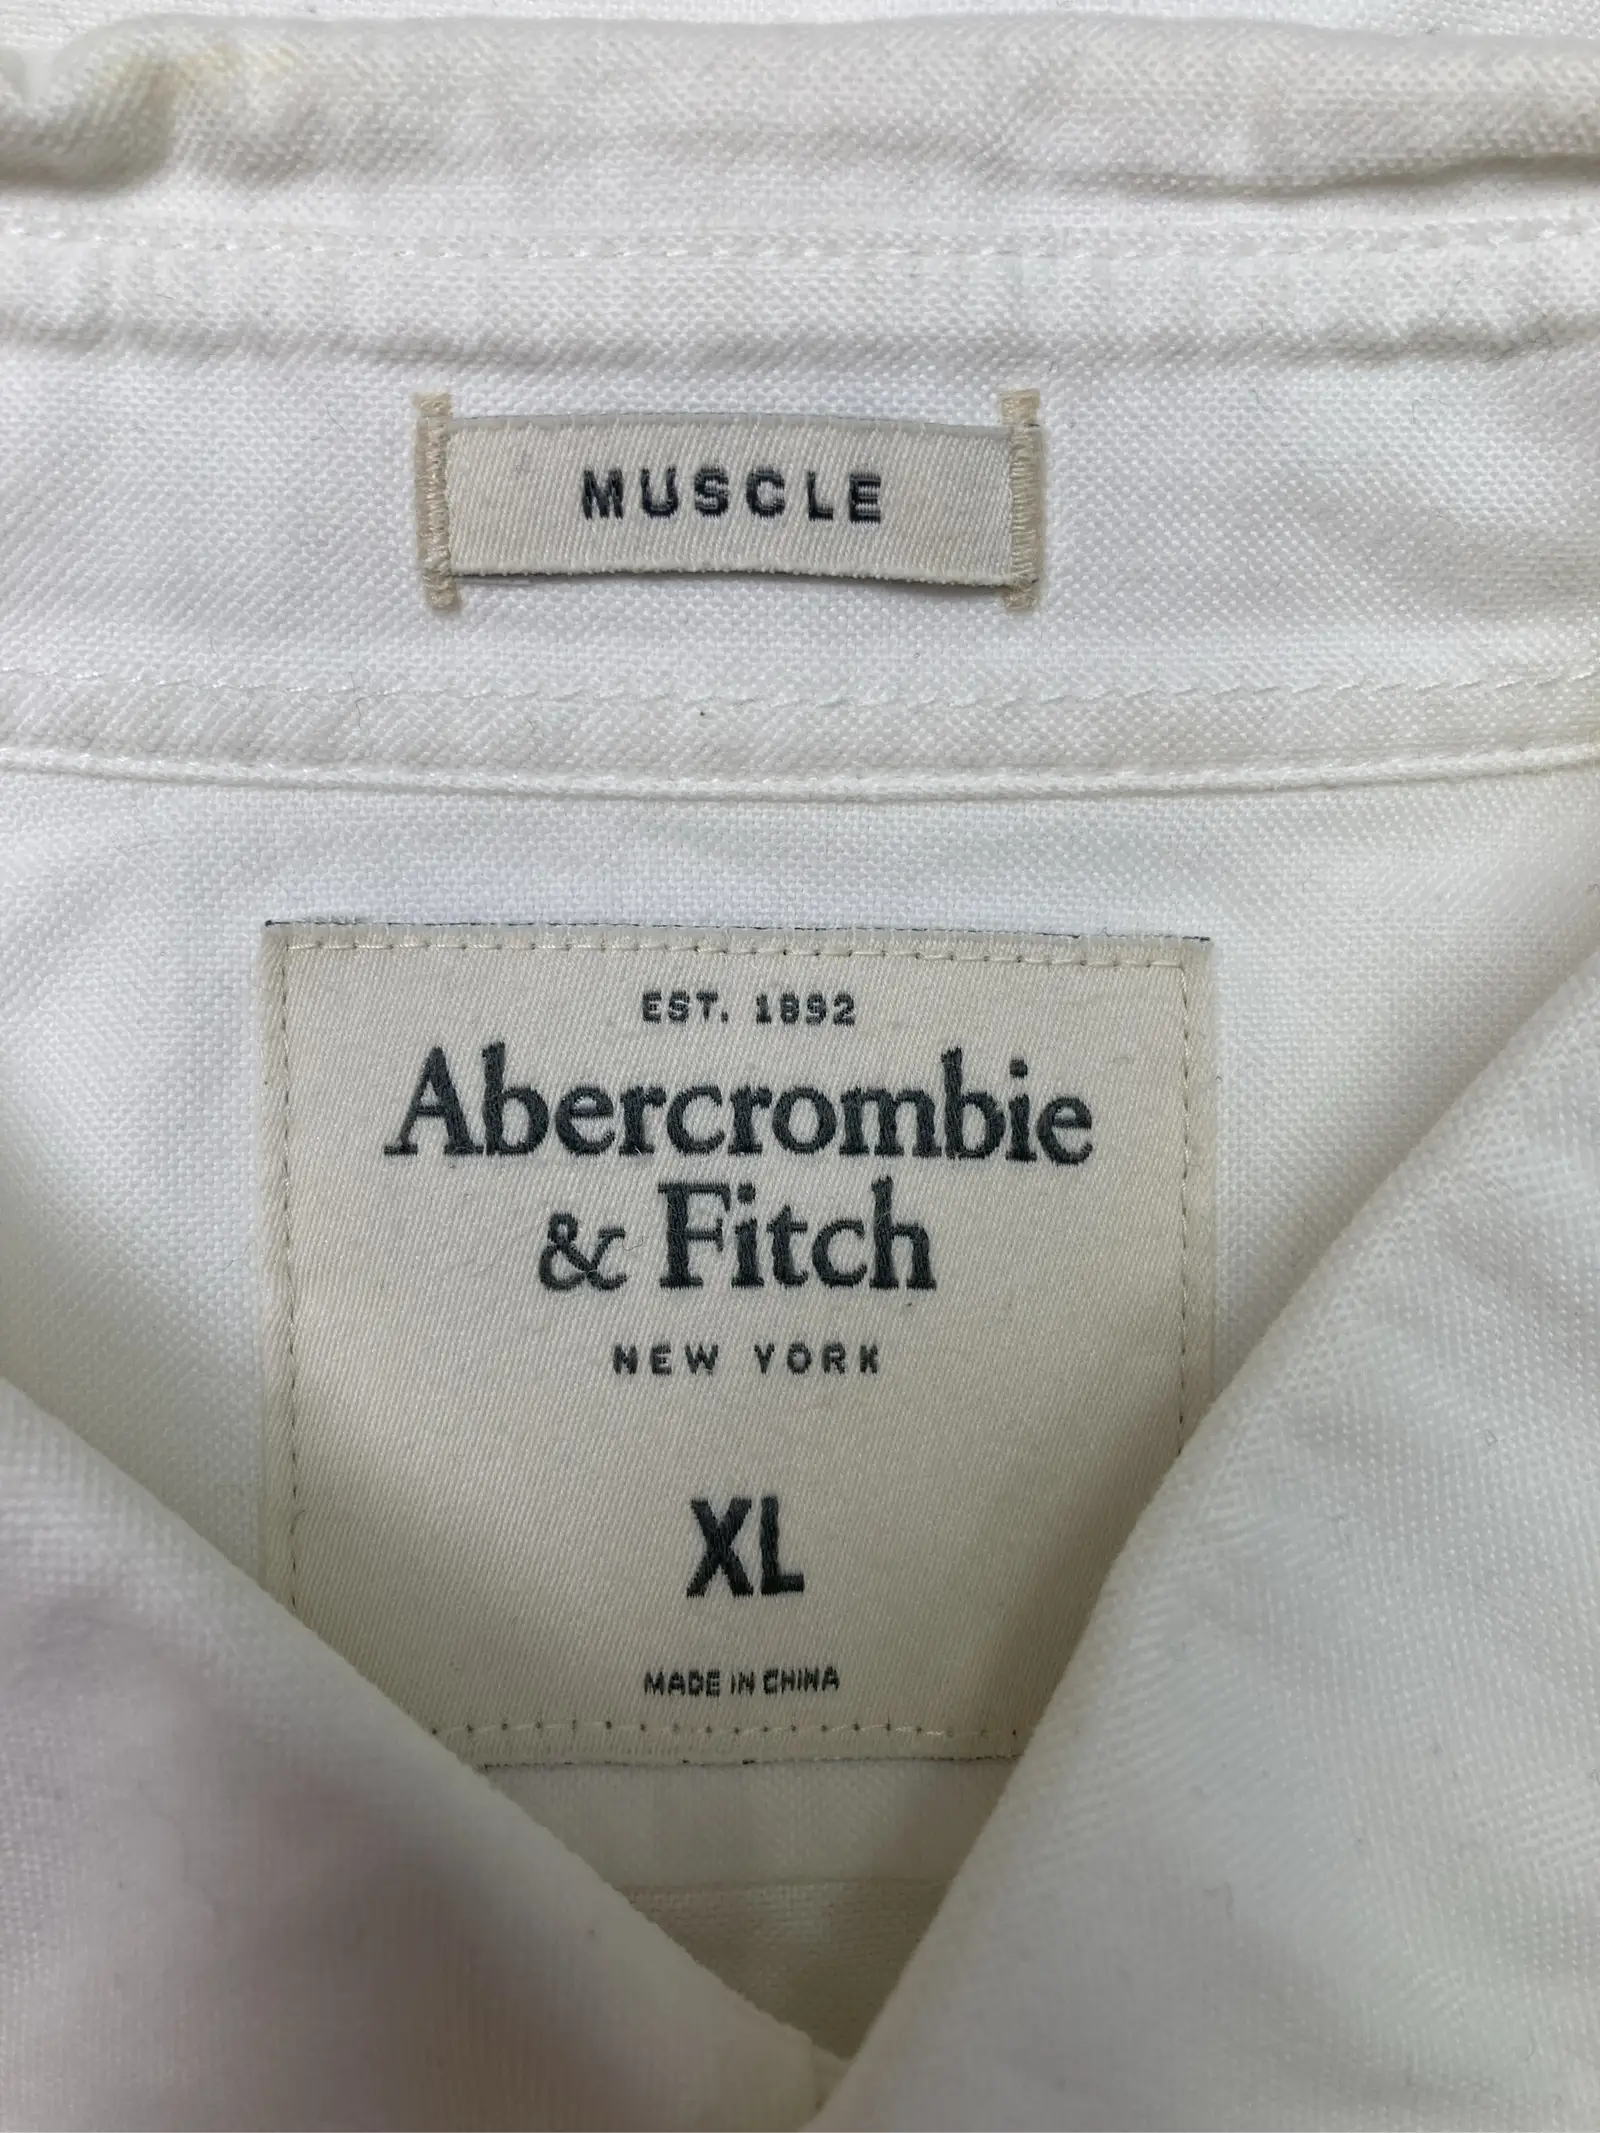 MUSCLE
EST. 1892
Abercrombie
& Fitch
NEW YORK
XL
MADE IN CHINA